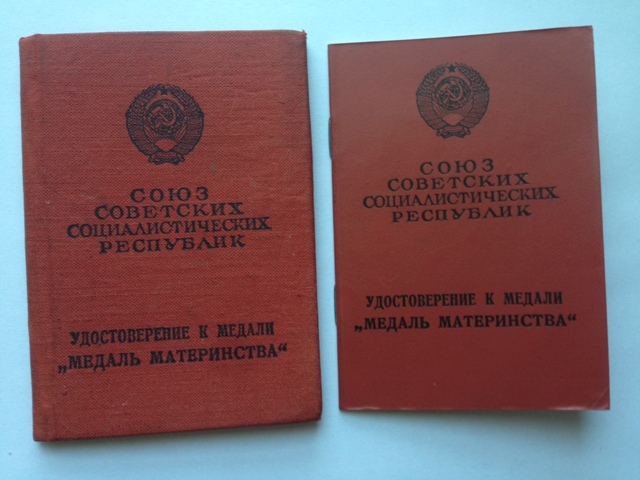 СОЮЗ
СОВЕТСКИХ
СОЦИАЛИСТИЧЕСКИХ
РЕСПУБЛИК
УДОСТОВЕРЕНИЕ К МЕДАЛИ
„МЕДАЛЬ МАТЕРИНСТВА“
СОЮЗ
СОВЕТСКИХ
СОЦИАЛИСТИЧЕСКИХ
РЕСПУБЛИК
УДОСТОВЕРЕНИЕ К МЕДАЛИ
„МЕДАЛЬ МАТЕРИНСТВА“